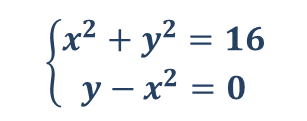 x² + y² = 16
y − x² = 0